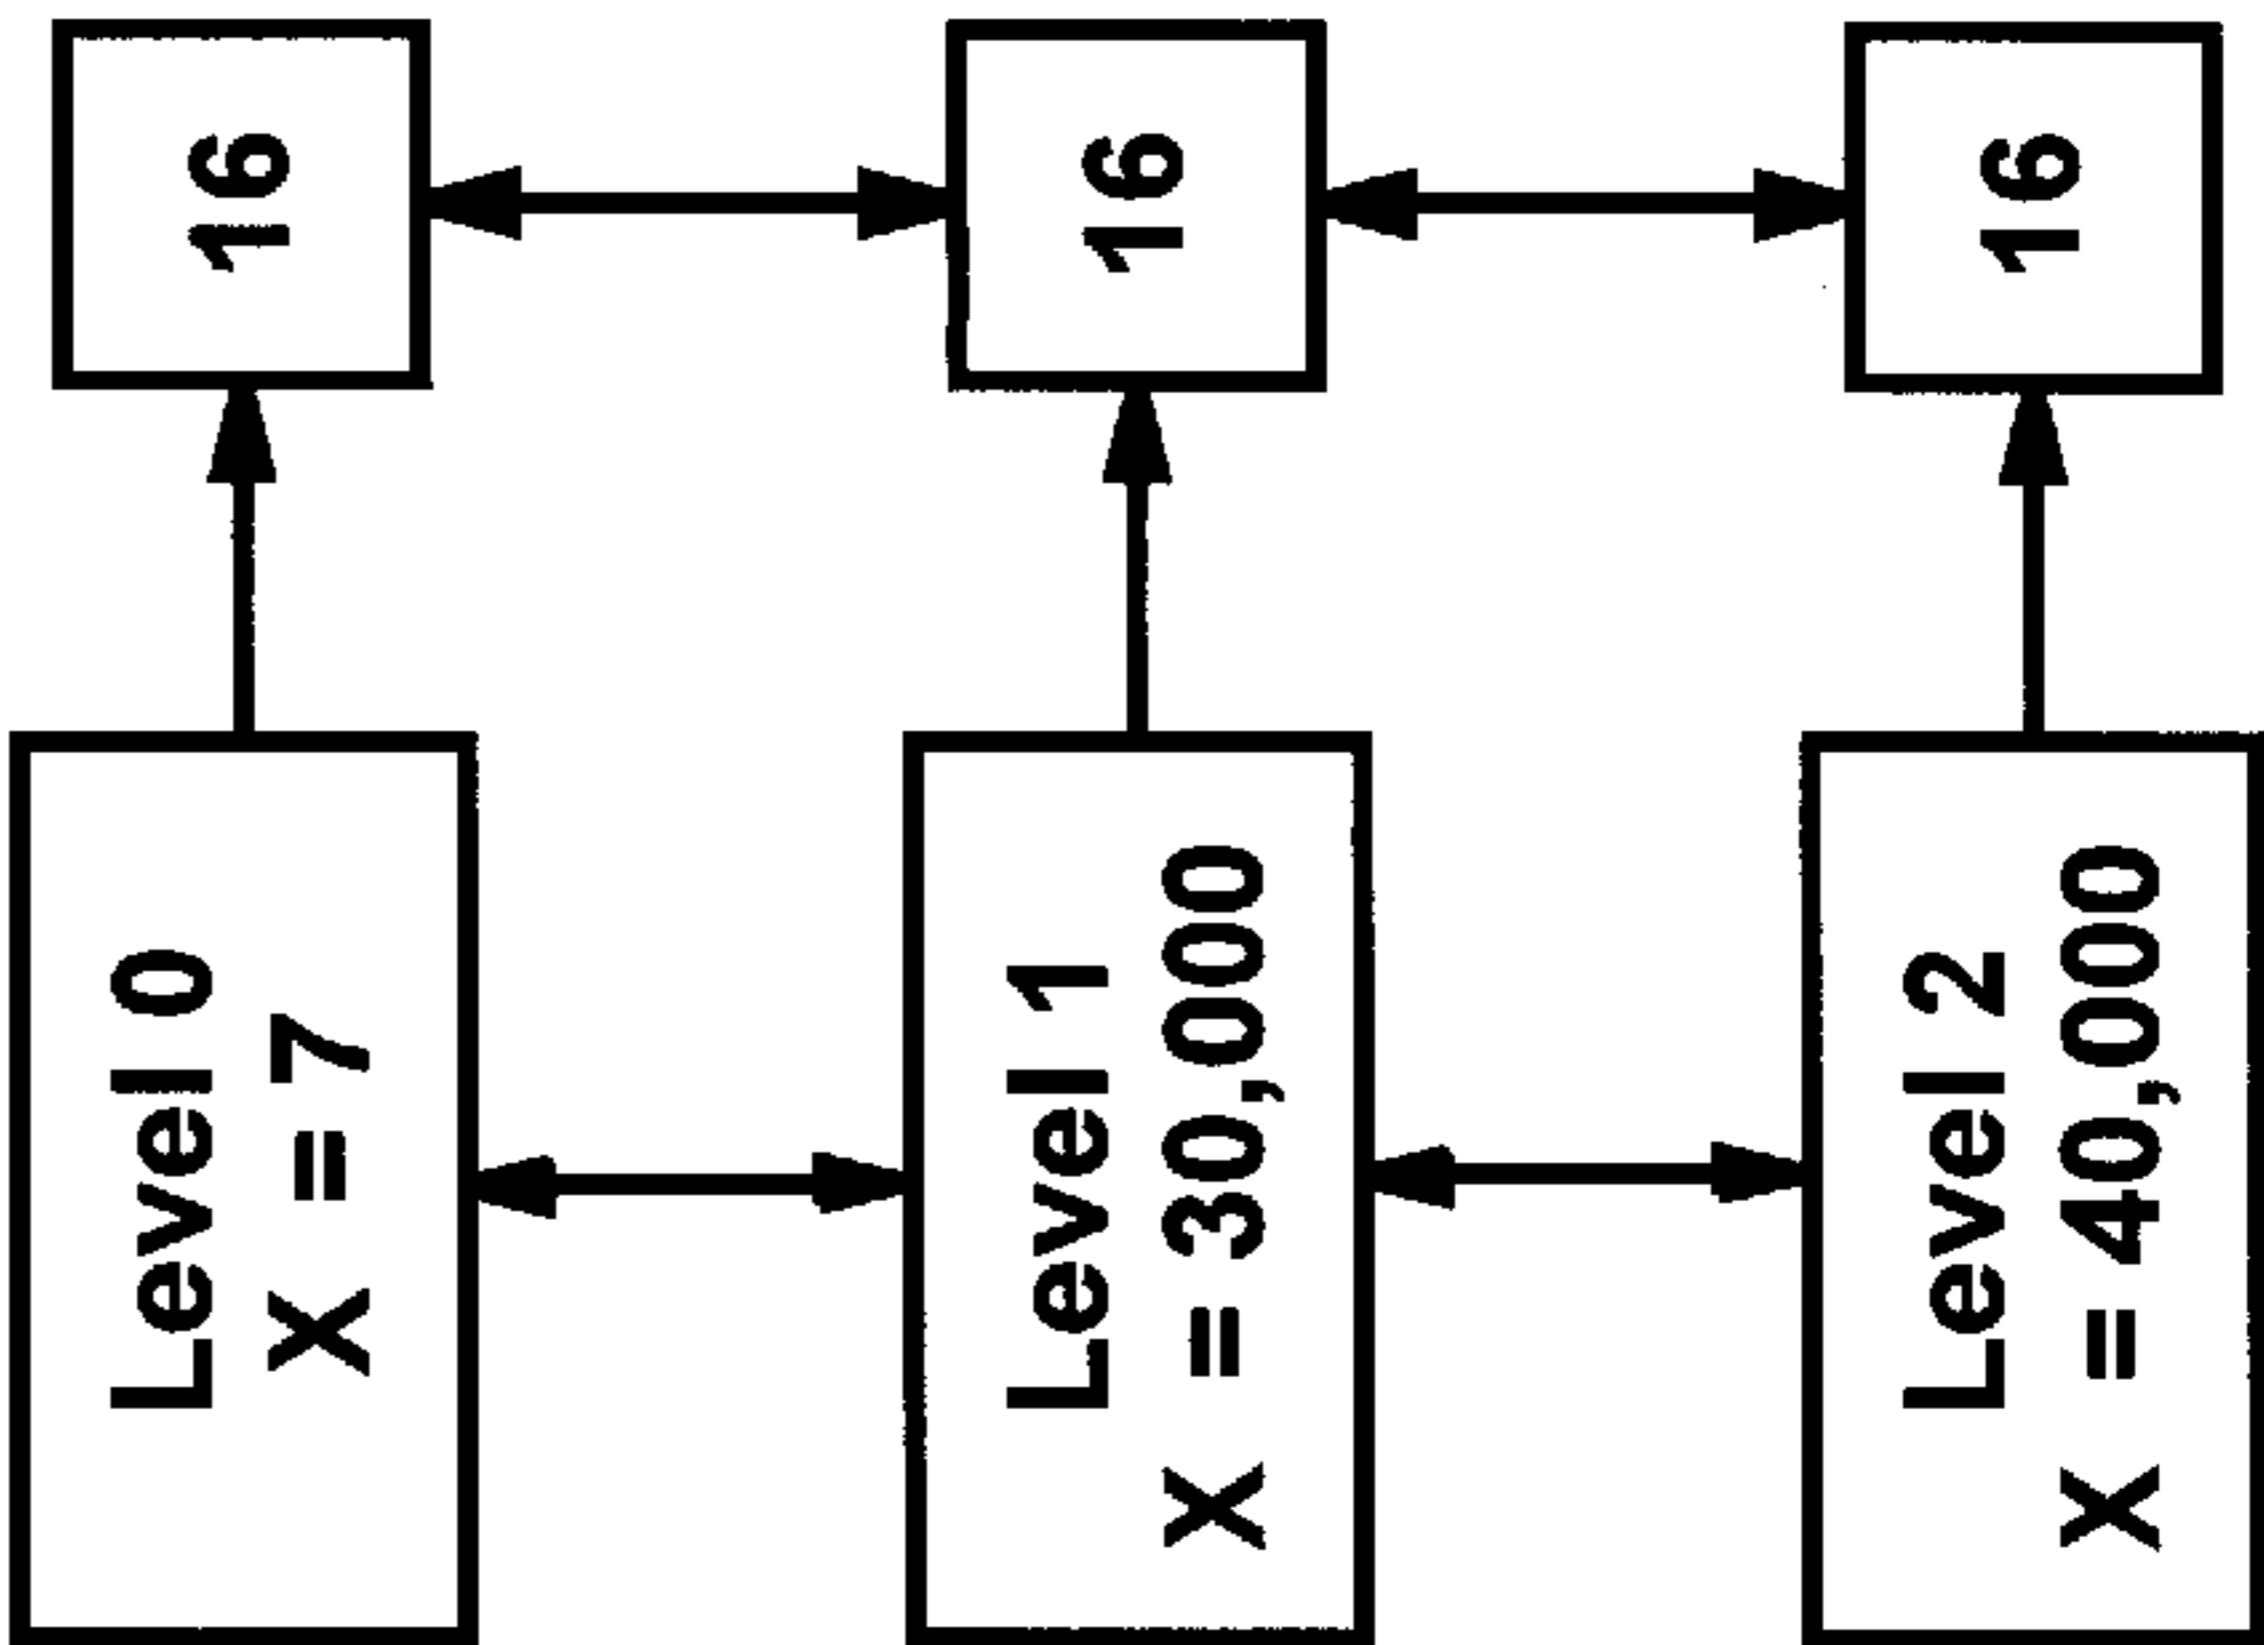 Level 0
X = 7
16
Level 1
X = 30,000
16
Level 2
X = 40,000
16